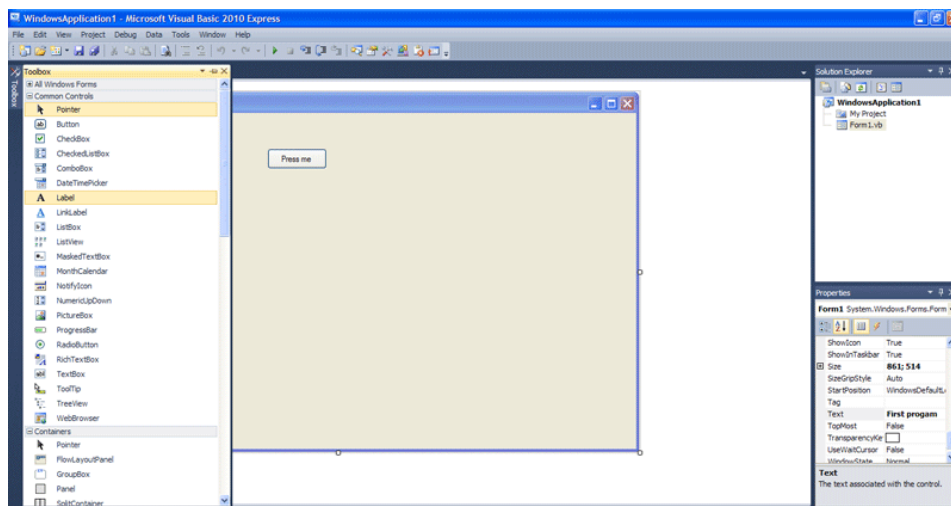 WindowsApplication1 - Microsoft Visual Basic 2010 Express
File Edit View Project Debug Data Tools Window Help
Toolbox
Toolbox
All Windows Forms
Common Controls
Pointer
Button
CheckBox
CheckedListBox
ComboBox
DateTimePicker
Label
LinkLabel
ListBox
ListView
MaskedTextBox
MonthCalendar
NotifyIcon
NumericUpDown
PictureBox
ProgressBar
RadioButton
RichTextBox
TextBox
ToolTip
TreeView
WebBrowser
Containers
Pointer
FlowLayoutPanel
GroupBox
Panel
SplitContainer
Press me
Solution Explorer
WindowsApplication1
My Project
Form1.vb
Properties
Form1 System.Windows.Forms.Form
ShowIcon True
ShowInTaskbar True
Size 861; 514
SizeGripStyle Auto
StartPosition WindowsDefaultL
Tag
Text First progam
TopMost False
TransparencyKe
UseWaitCursor False
WindowState Normal
Text
The text associated with the control.